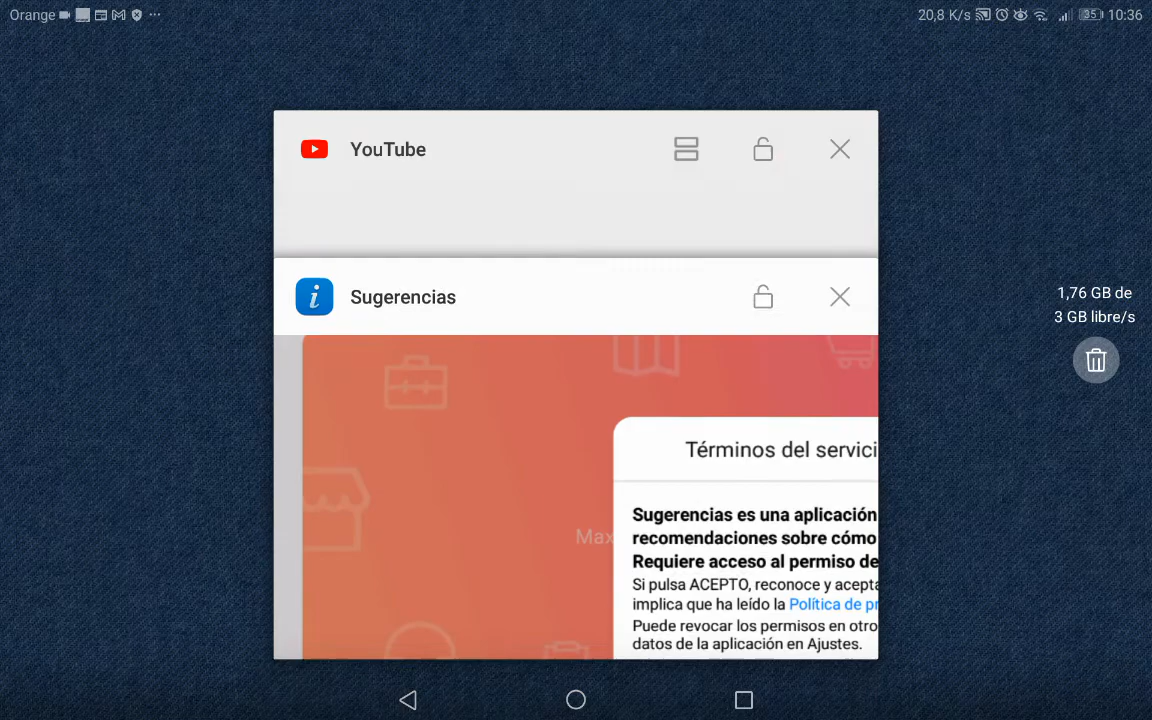 Orange
20,8 K/s
35
10:36
YouTube
Sugerencias
1,76 GB de
3 GB libre/s
Términos del servici
Sugerencias es una aplicación
recomendaciones sobre cómo
Max
Requiere acceso al permiso de
Si pulsa ACEPTO, reconoce y acepta
implica que ha leído la Política de pr
Puede revocar los permisos en otro
datos de la aplicación en Ajustes.